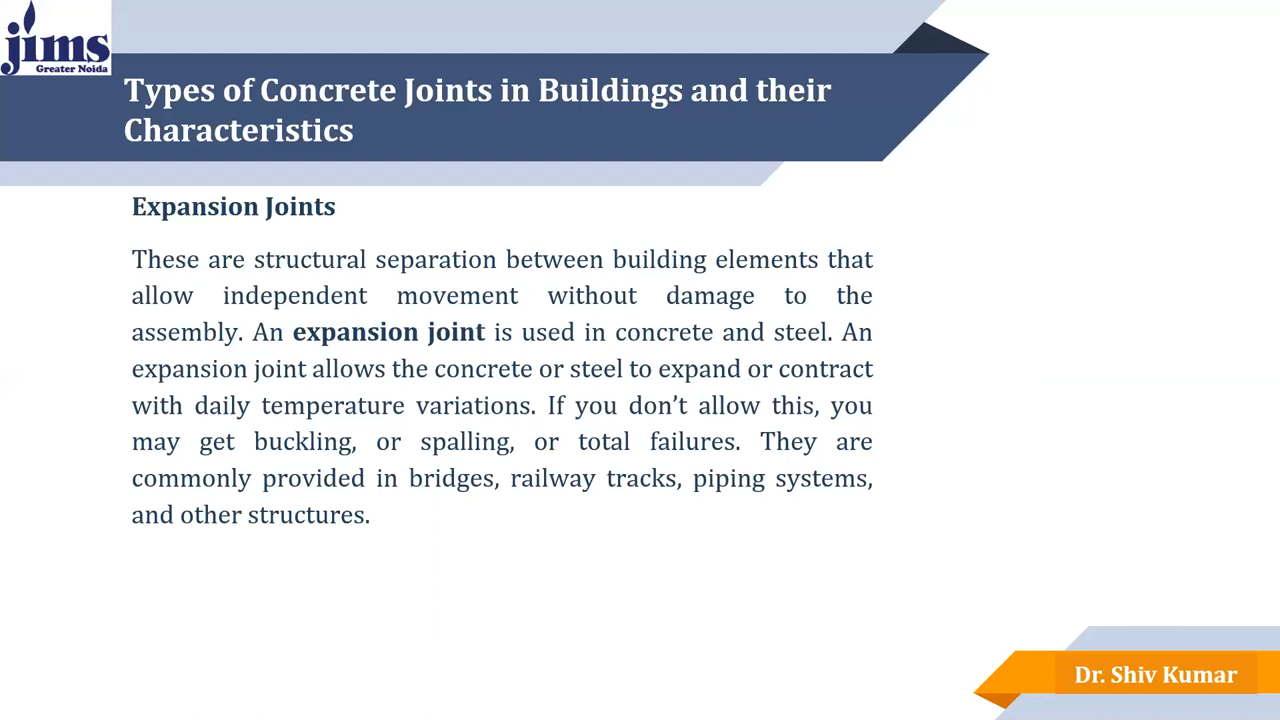 jims
Greater Noida
Types of Concrete Joints in Buildings and their
Characteristics
Expansion Joints
These are structural separation between building elements that
allow independent movement without damage to the
assembly. An expansion joint is used in concrete and steel. An
expansion joint allows the concrete or steel to expand or contract
with daily temperature variations. If you don’t allow this, you
may get buckling, or spalling, or total failures. They are
commonly provided in bridges, railway tracks, piping systems,
and other structures.
Dr. Shiv Kumar